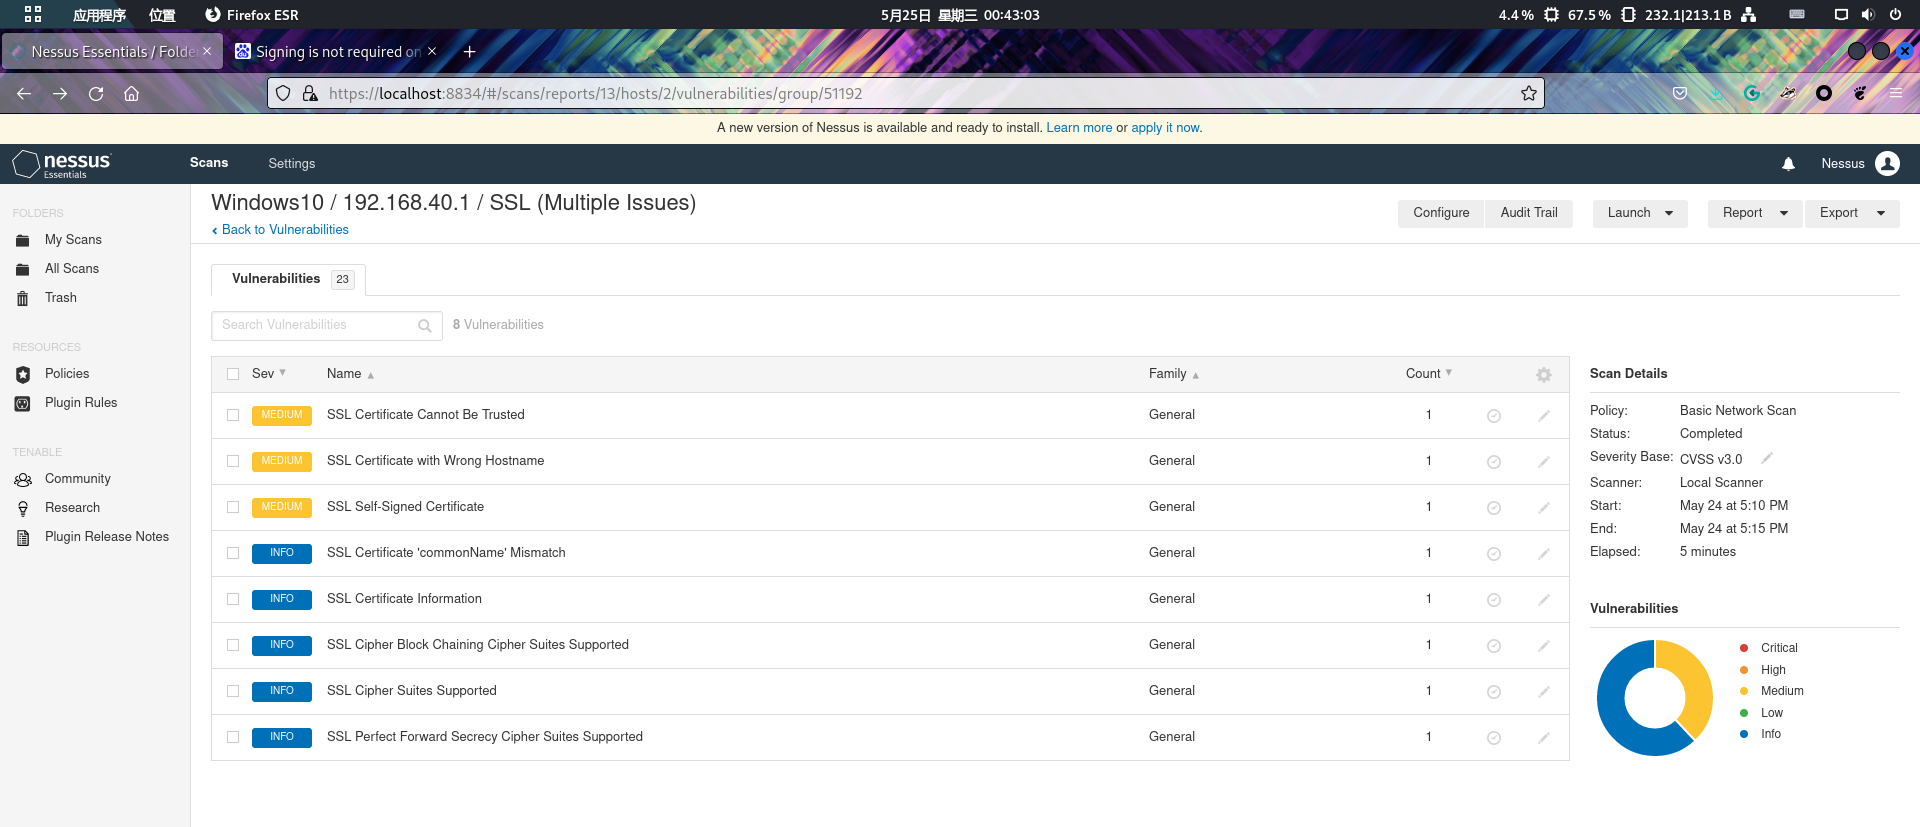 应用程序 位置 Firefox ESR 5月25日 星期三 00:43:03 4.4% 67.5% 232.1|213.1B
Nessus Essentials / Folde Signing is not required on
https://localhost:8834/#/scans/reports/13/hosts/2/vulnerabilities/group/51192
A new version of Nessus is available and ready to install. Learn more or apply it now.
nessus Essentials Scans Settings Nessus
FOLDERS
My Scans
All Scans
Trash
RESOURCES
Policies
Plugin Rules
TENABLE
Community
Research
Plugin Release Notes
Windows10 / 192.168.40.1 / SSL (Multiple Issues)
Back to Vulnerabilities
Configure Audit Trail Launch Report Export
Vulnerabilities 23
Search Vulnerabilities 8 Vulnerabilities
Sev Name Family Count
MEDIUM SSL Certificate Cannot Be Trusted General 1
MEDIUM SSL Certificate with Wrong Hostname General 1
MEDIUM SSL Self-Signed Certificate General 1
INFO SSL Certificate 'commonName' Mismatch General 1
INFO SSL Certificate Information General 1
INFO SSL Cipher Block Chaining Cipher Suites Supported General 1
INFO SSL Cipher Suites Supported General 1
INFO SSL Perfect Forward Secrecy Cipher Suites Supported General 1
Scan Details
Policy: Basic Network Scan
Status: Completed
Severity Base: CVSS v3.0
Scanner: Local Scanner
Start: May 24 at 5:10 PM
End: May 24 at 5:15 PM
Elapsed: 5 minutes
Vulnerabilities
Critical
High
Medium
Low
Info